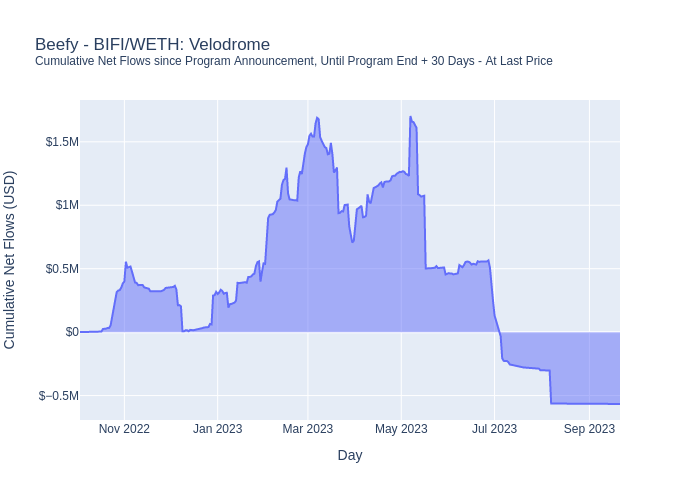 Beefy - BIFI/WETH: Velodrome
Cumulative Net Flows since Program Announcement, Until Program End + 30 Days - At Last Price
Cumulative Net Flows (USD)
$1.5M
$1M
$0.5M
$0
$−0.5M
Nov 2022
Jan 2023
Mar 2023
May 2023
Jul 2023
Sep 2023
Day